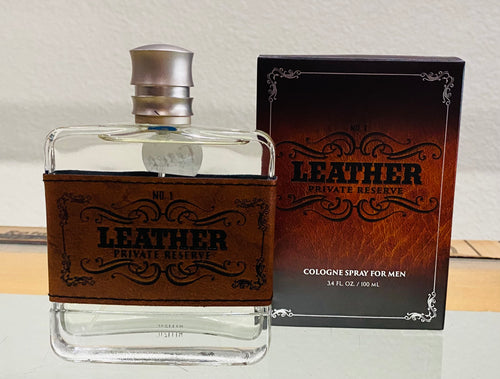 NO. 1
LEATHER
PRIVATE RESERVE
NO. 1
LEATHER
PRIVATE RESERVE
COLOGNE SPRAY FOR MEN
3.4 FL. OZ. / 100 ML